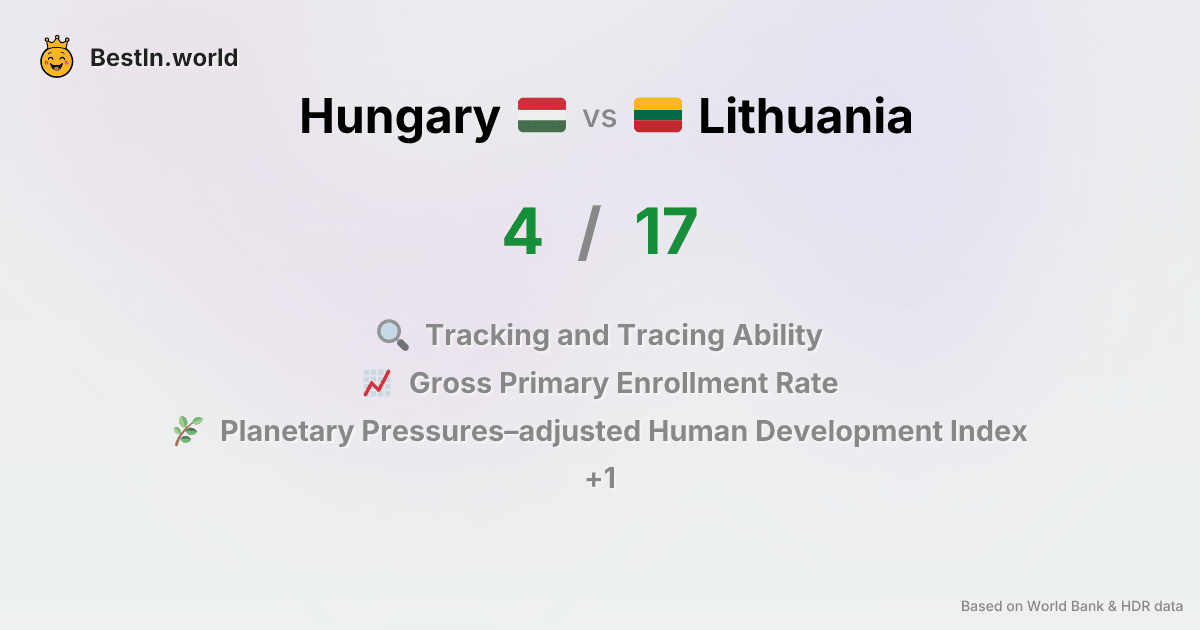 BestIn.world
Hungary vs Lithuania
4 / 17
Tracking and Tracing Ability
Gross Primary Enrollment Rate
Planetary Pressures–adjusted Human Development Index
+1
Based on World Bank & HDR data